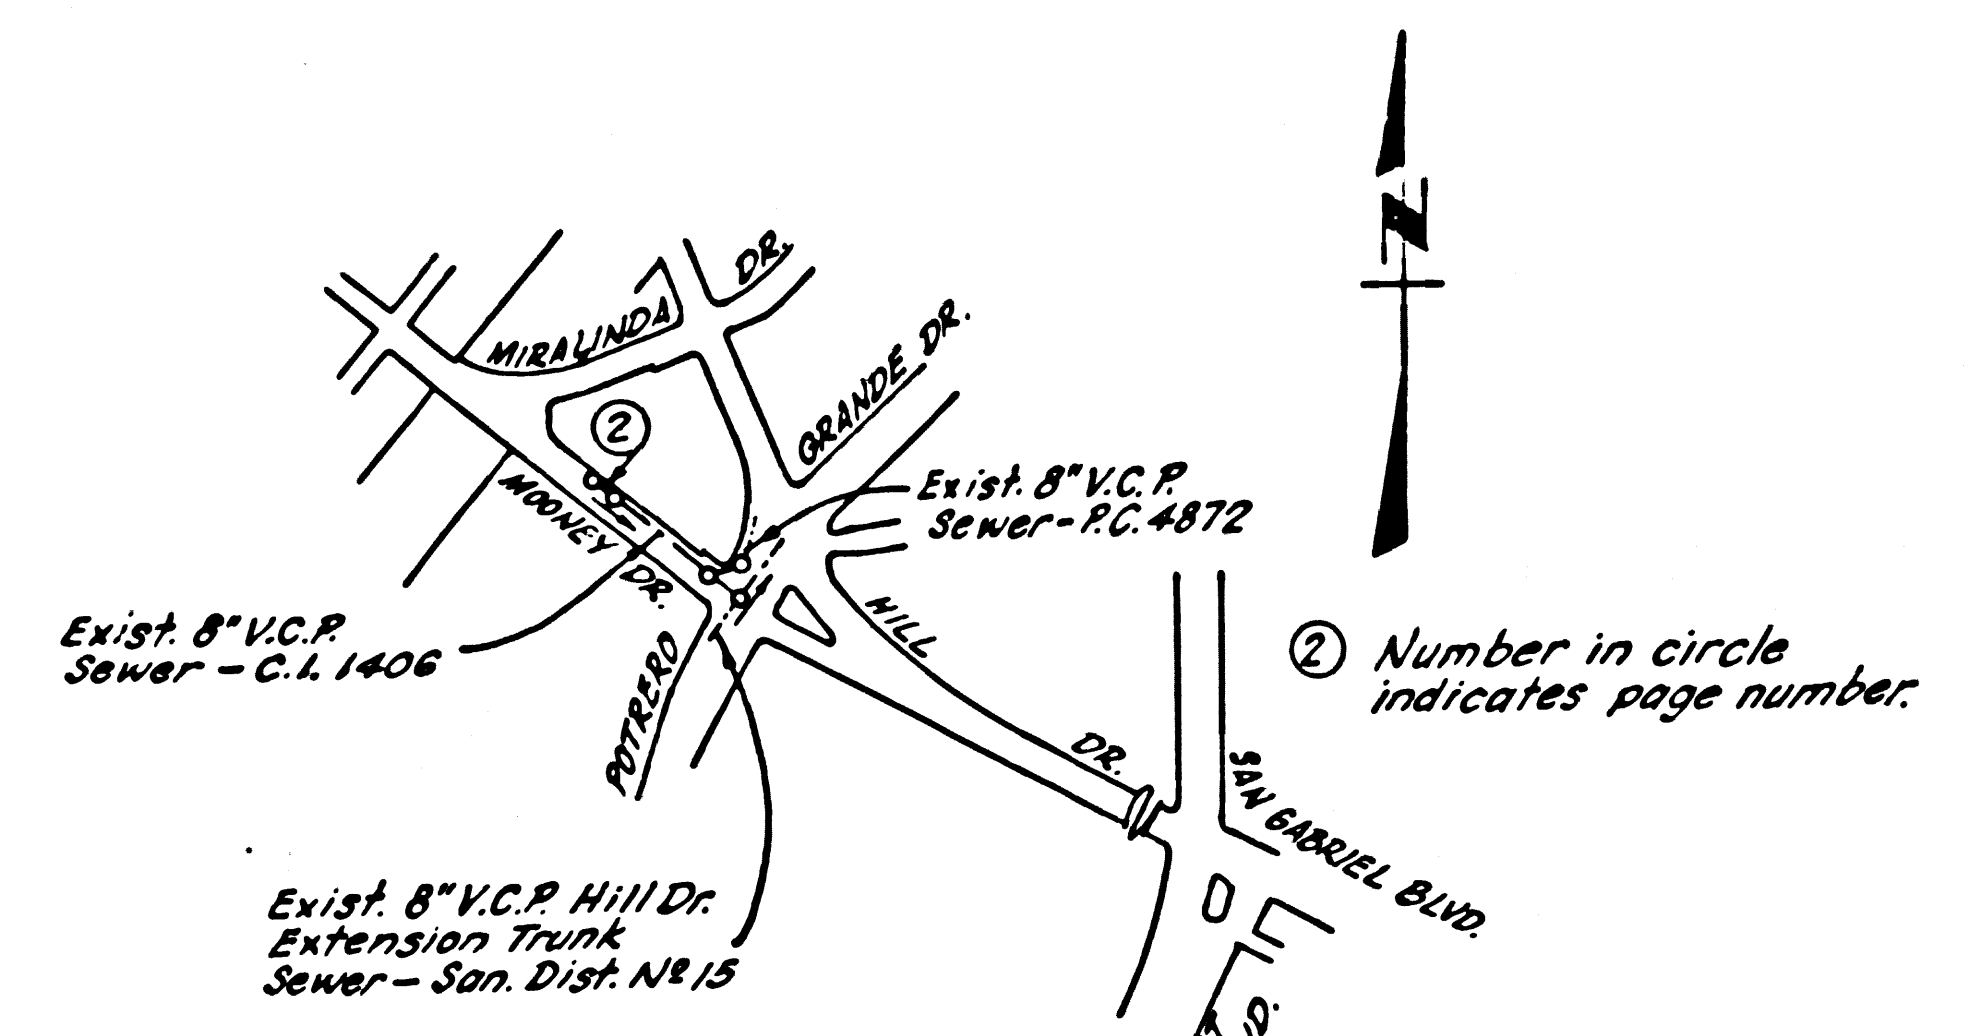 N
DR.
MIRALINDA
GRANDE DR.
2
MOONEY DR.
Exist. 8" V.C.P.
Sewer - P.C. 4872
HILL DR.
Exist. 8" V.C.P.
Sewer - C.I. 1406
POTRERO
2 Number in circle
indicates page number.
SAN GABRIEL BLVD.
Exist. 8" V.C.P. Hill Dr.
Extension Trunk
Sewer - San. Dist. Nº 15